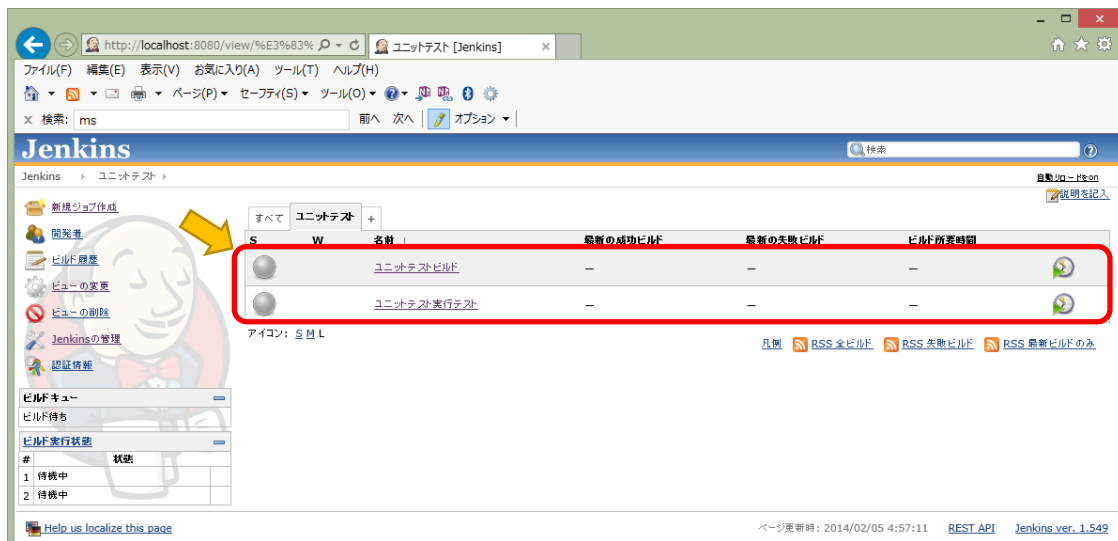 http://localhost:8080/view/%E3%83%
ユニットテスト [Jenkins]
ファイル(F) 編集(E) 表示(V) お気に入り(A) ツール(T) ヘルプ(H)
ページ(P) セーフティ(S) ツール(O)
× 検索: ms 前へ 次へ オプション
Jenkins
検索
Jenkins ユニットテスト
自動リロードをon
説明を記入
新規ジョブ作成
開発者
ビルド履歴
ビューの変更
ビューの削除
Jenkinsの管理
認証情報
すべて ユニットテスト +
S W 名前 ↓ 最新の成功ビルド 最新の失敗ビルド ビルド所要時間
ユニットテストビルド – – –
ユニットテスト実行テスト – – –
アイコン: S M L
凡例 RSS 全ビルド RSS 失敗ビルド RSS 最新ビルドのみ
ビルドキュー
ビルド待ち
ビルド実行状態
# 状態
1 待機中
2 待機中
Help us localize this page
ページ更新時: 2014/02/05 4:57:11 REST API Jenkins ver. 1.549